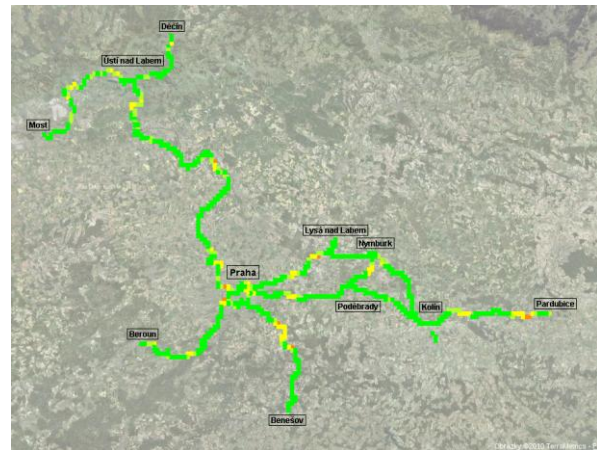 Děčín
Ústí nad Labem
Most
Lysá nad Labem
Nymburk
Praha
Poděbrady
Kolín
Pardubice
Beroun
Benešov